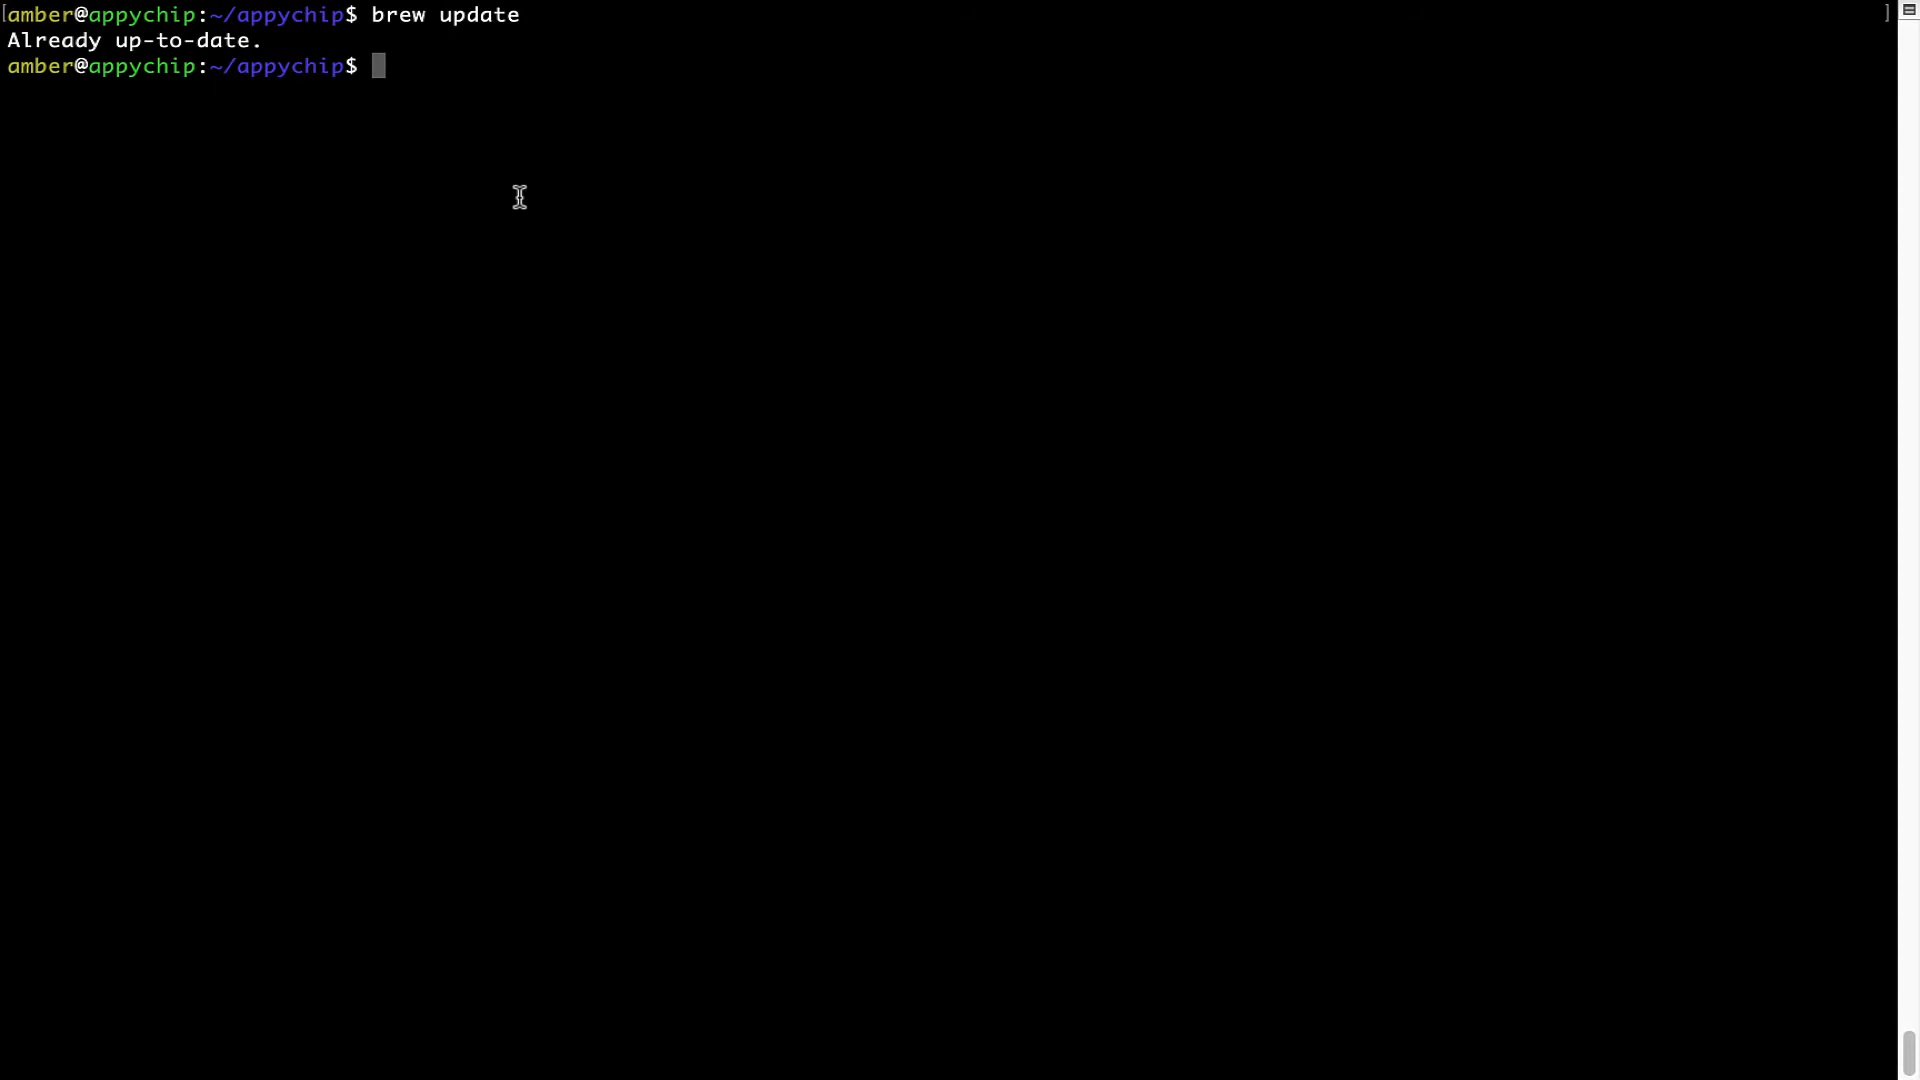 [amber@appychip:~/appychip$ brew update ]
Already up-to-date.
amber@appychip:~/appychip$